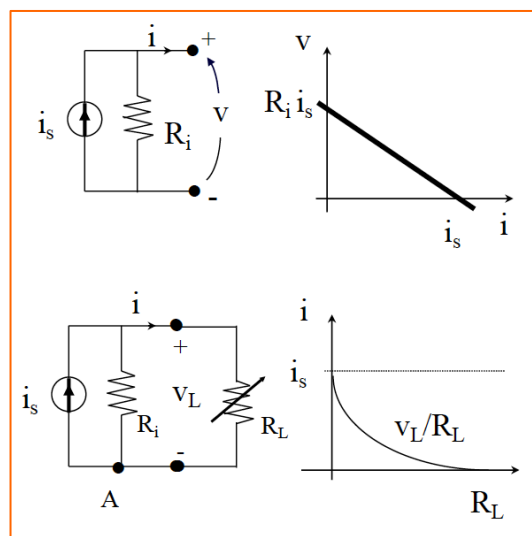 i
+
v
i_s
R_i
-
v
R_i i_s
i_s
i
i
+
i_s
v_L
R_i
R_L
-
A
i
i_s
v_L/R_L
R_L